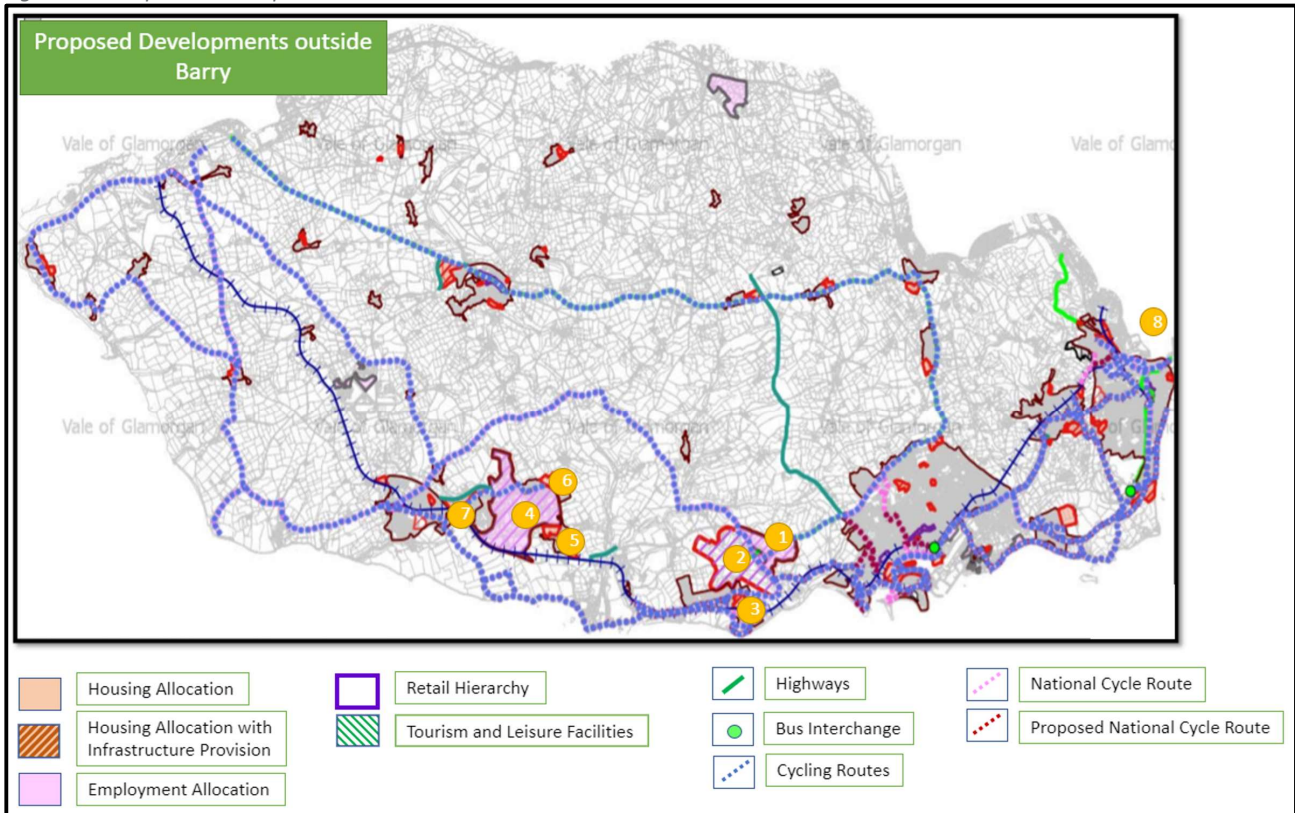 Proposed Developments outside
Barry
Vale of Glamorgan
Vale of Glamorgan
Vale of Glamorgan
Vale of Glam
8
Vale of Glamorgan
Vale of Glamorgan
Vale of Glamorgan
of G
6
7
4
5
1
2
3
Housing Allocation
Housing Allocation with
Infrastructure Provision
Employment Allocation
Retail Hierarchy
Tourism and Leisure Facilities
Highways
Bus Interchange
Cycling Routes
National Cycle Route
Proposed National Cycle Route